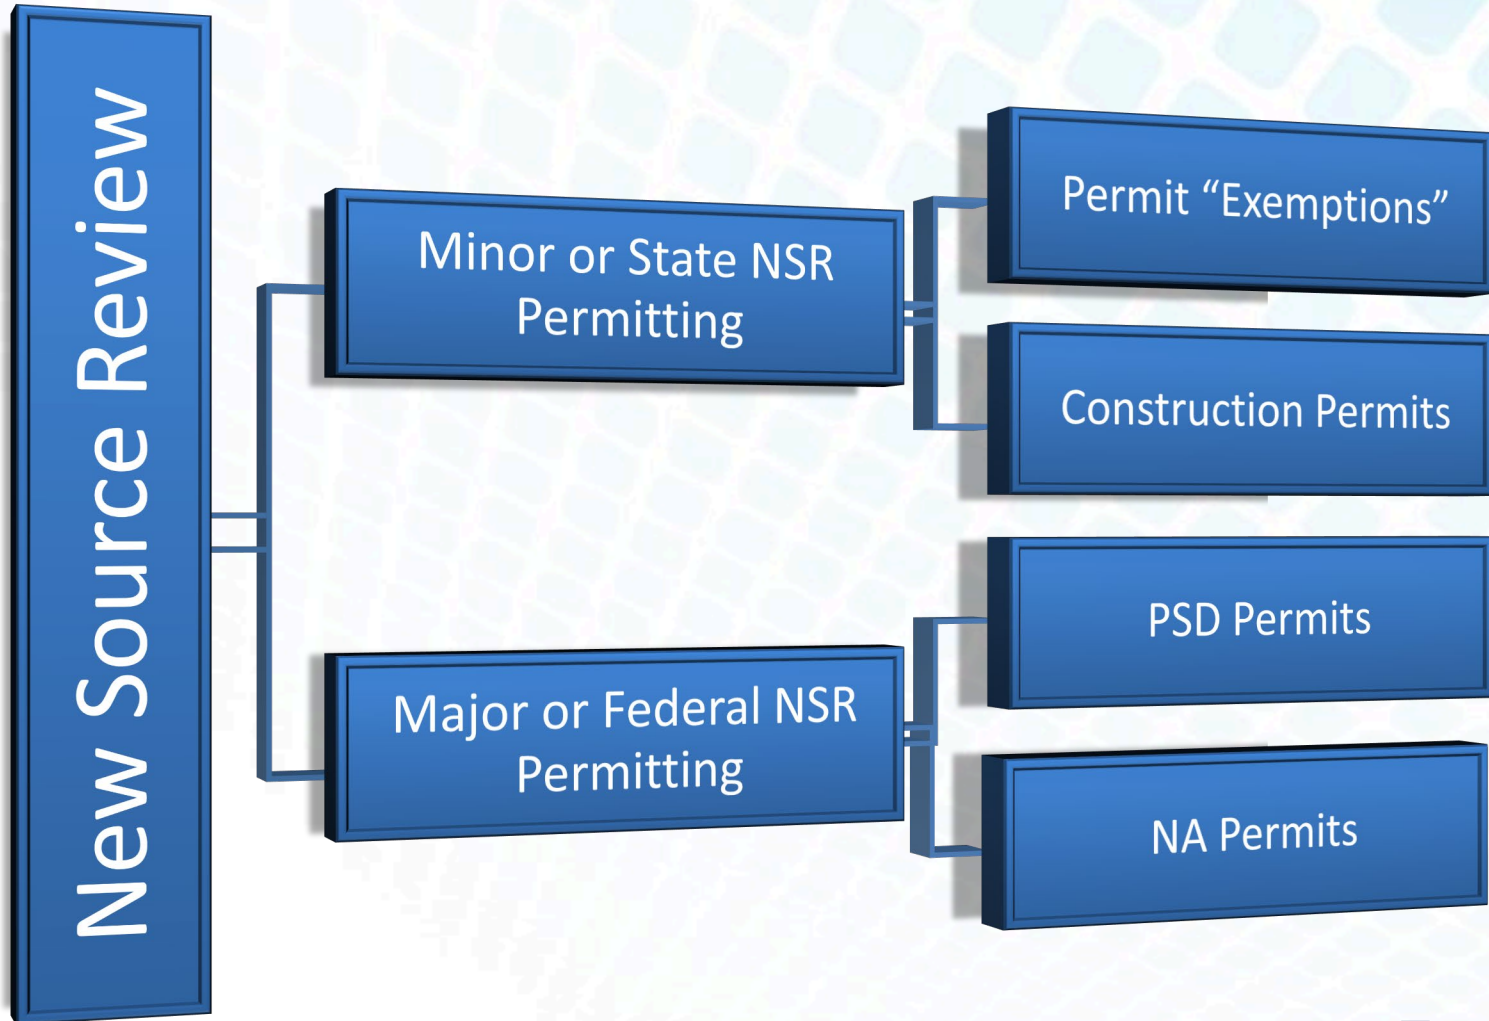 New Source Review
Minor or State NSR
Permitting
Permit “Exemptions”
Construction Permits
Major or Federal NSR
Permitting
PSD Permits
NA Permits